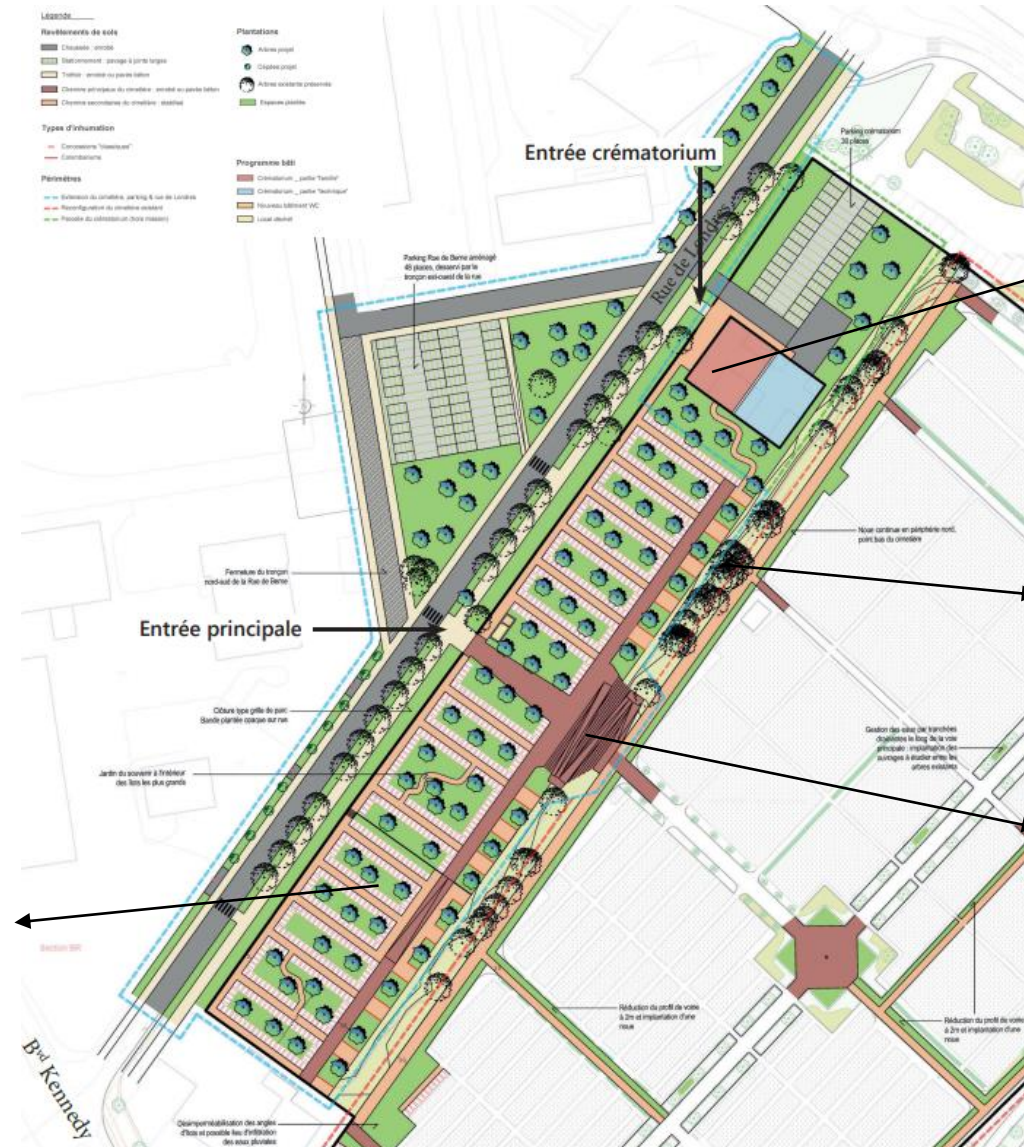 Légende
Revêtements de sols
Chaussée : enrobé
Stationnement : pavage à joints larges
Trottoir : enrobé ou pavés béton
Chemins principaux du cimetière : enrobé ou pavés béton
Chemins secondaires du cimetière : stabilisé
Types d'inhumation
Concessions "classiques"
Columbariums
Périmètres
Extension du cimetière, parking & rue de Londres
Reconfiguration du cimetière existant
Parcelle du crématorium (hors mission)
Plantations
Arbres projet
Cépées projet
Arbres existants préservés
Espaces plantés
Programme bâti
Crématorium _ partie "famille"
Crématorium _ partie "technique"
Nouveau bâtiment WC
Local déchet
Entrée crématorium
Parking crématorium
38 places
Rue de Londres
Parking Rue de Berne aménagé
48 places, desservi par le
tronçon est-ouest de la rue
Noue continue en périphérie nord,
point bas du cimetière
Fermeture du tronçon
nord-sud de la Rue de Berne
Entrée principale
Clôture type grille de parc
Bande plantée opaque sur rue
Gestion des eaux par tranchées
drainantes le long de la voie
principale : implantation des
ouvrages à étudier entre les
arbres existants
Jardin du souvenir à l'intérieur
des îlots les plus grands
Section BR
Réduction du profil de voirie
à 2m et implantation d'une
noue
Réduction du profil de voirie
à 2m et implantation d'une
noue
Bvd Kennedy
Désimperméabilisation des angles
d'îlots et possible lieu d'infiltration
des eaux pluviales